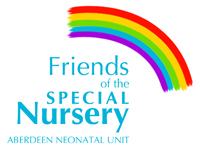 Friends
of the
SPECIAL
Nursery
ABERDEEN NEONATAL UNIT